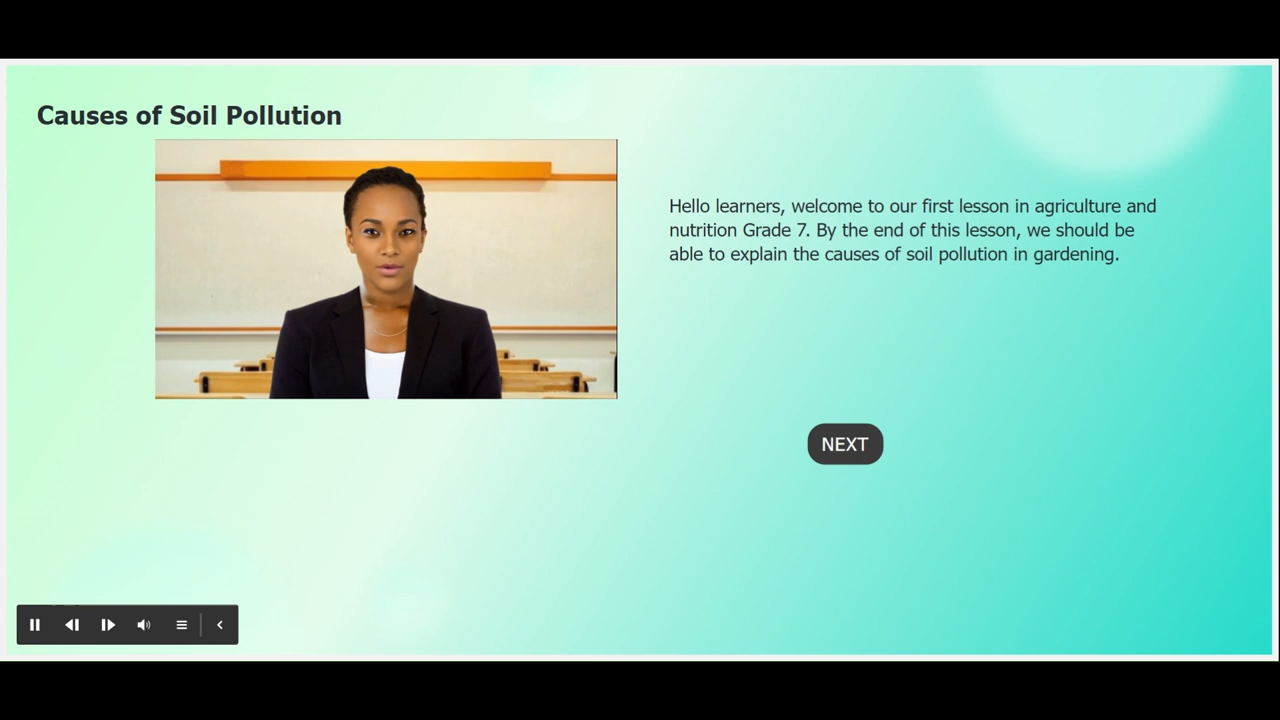 Causes of Soil Pollution
Hello learners, welcome to our first lesson in agriculture and
nutrition Grade 7. By the end of this lesson, we should be
able to explain the causes of soil pollution in gardening.
NEXT